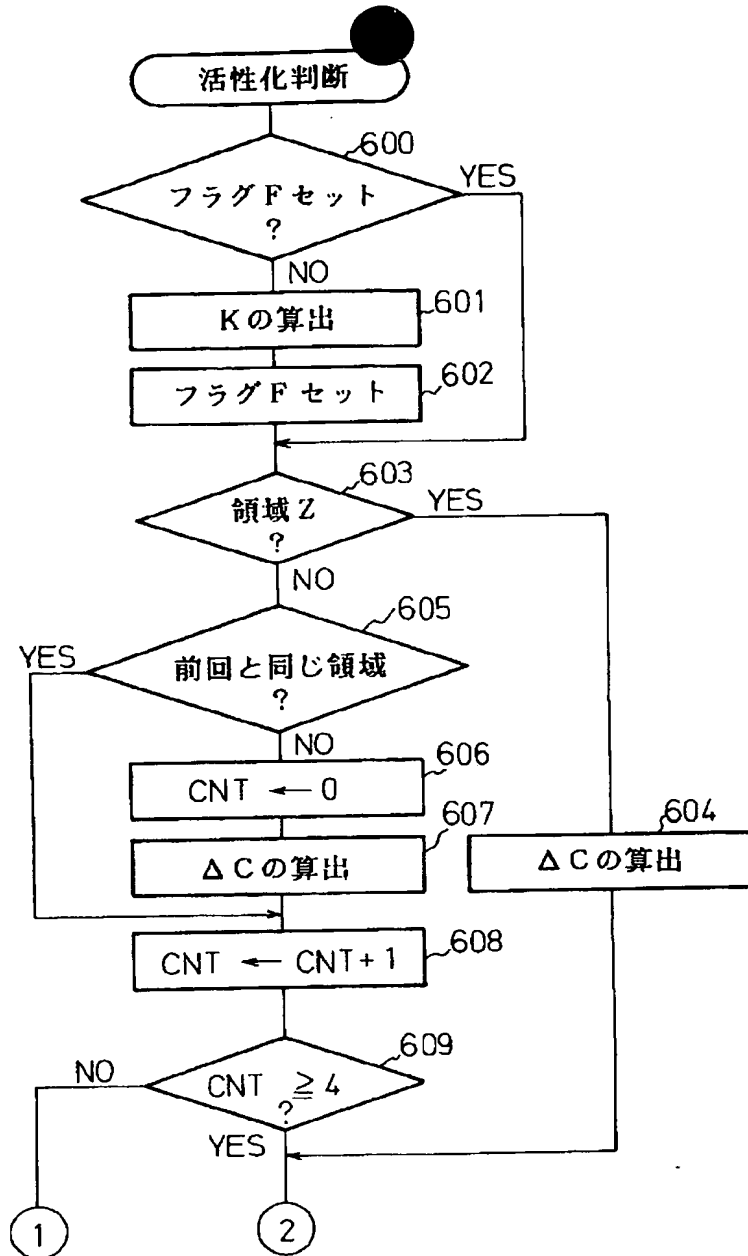 活性化判断
600
フラグFセット
?
YES
NO
Kの算出
601
フラグFセット
602
603
領域Z
?
YES
NO
605
YES
前回と同じ領域
?
NO
CNT ← 0
606
607
ΔCの算出
604
ΔCの算出
CNT ← CNT+1
608
609
NO
CNT ≧ 4
?
YES
1
2